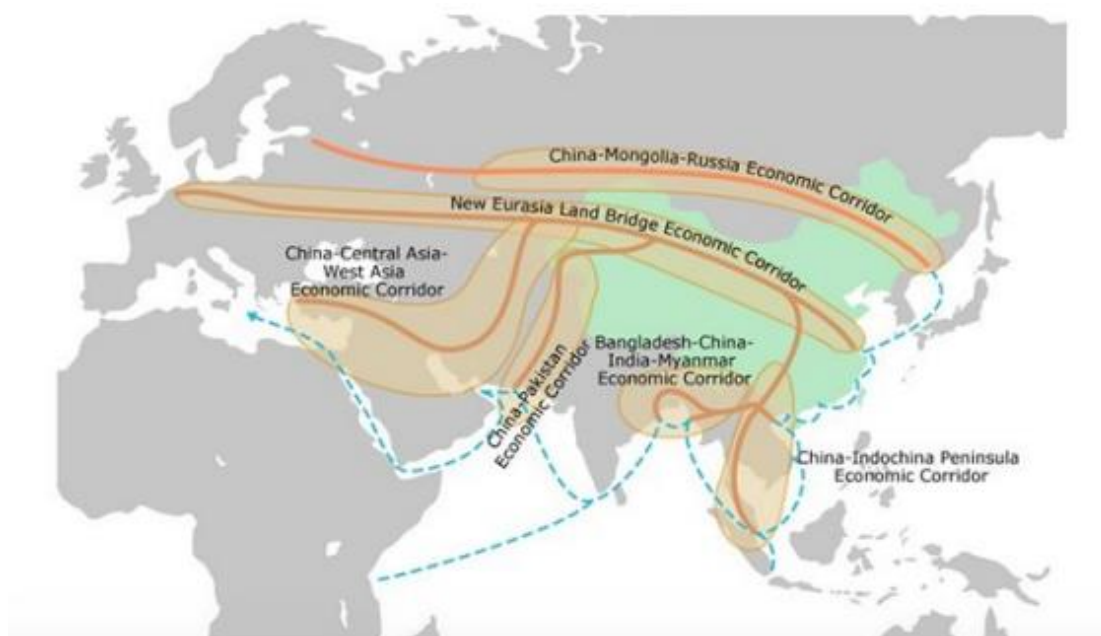 China-Mongolia-Russia Economic Corridor
New Eurasia Land Bridge Economic Corridor
China-Central Asia-
West Asia
Economic Corridor
China-Pakistan
Economic Corridor
Bangladesh-China-
India-Myanmar
Economic Corridor
China-Indochina Peninsula
Economic Corridor